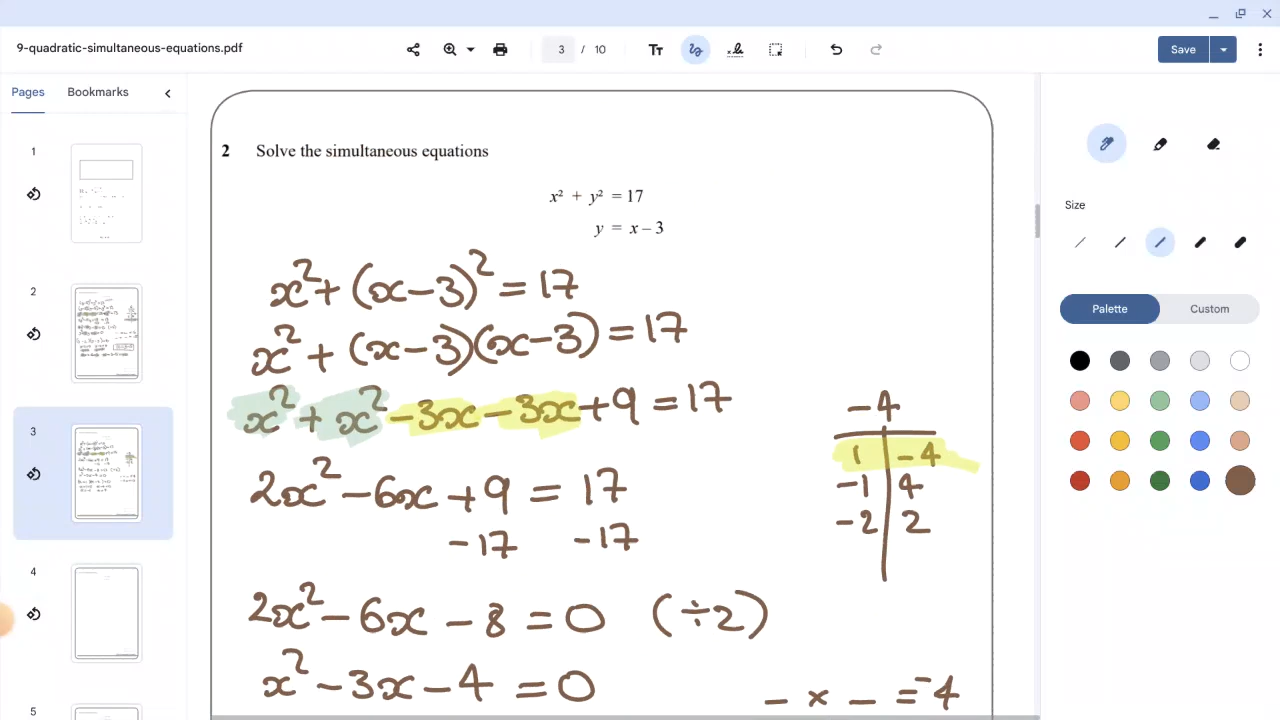 9-quadratic-simultaneous-equations.pdf
3 / 10
Tт
Save
Pages Bookmarks
1
2
3
4
5
2 Solve the simultaneous equations
x² + y² = 17
y = x – 3
x² + (x – 3)² = 17
x² + (x – 3)(x – 3) = 17
x² + x² – 3x – 3x + 9 = 17
2x² – 6x + 9 = 17
– 17 – 17
2x² – 6x – 8 = 0 (÷2)
x² – 3x – 4 = 0
– 4
1 – 4
– 1 4
– 2 2
_ × _ = ⁻4
Size
Palette Custom